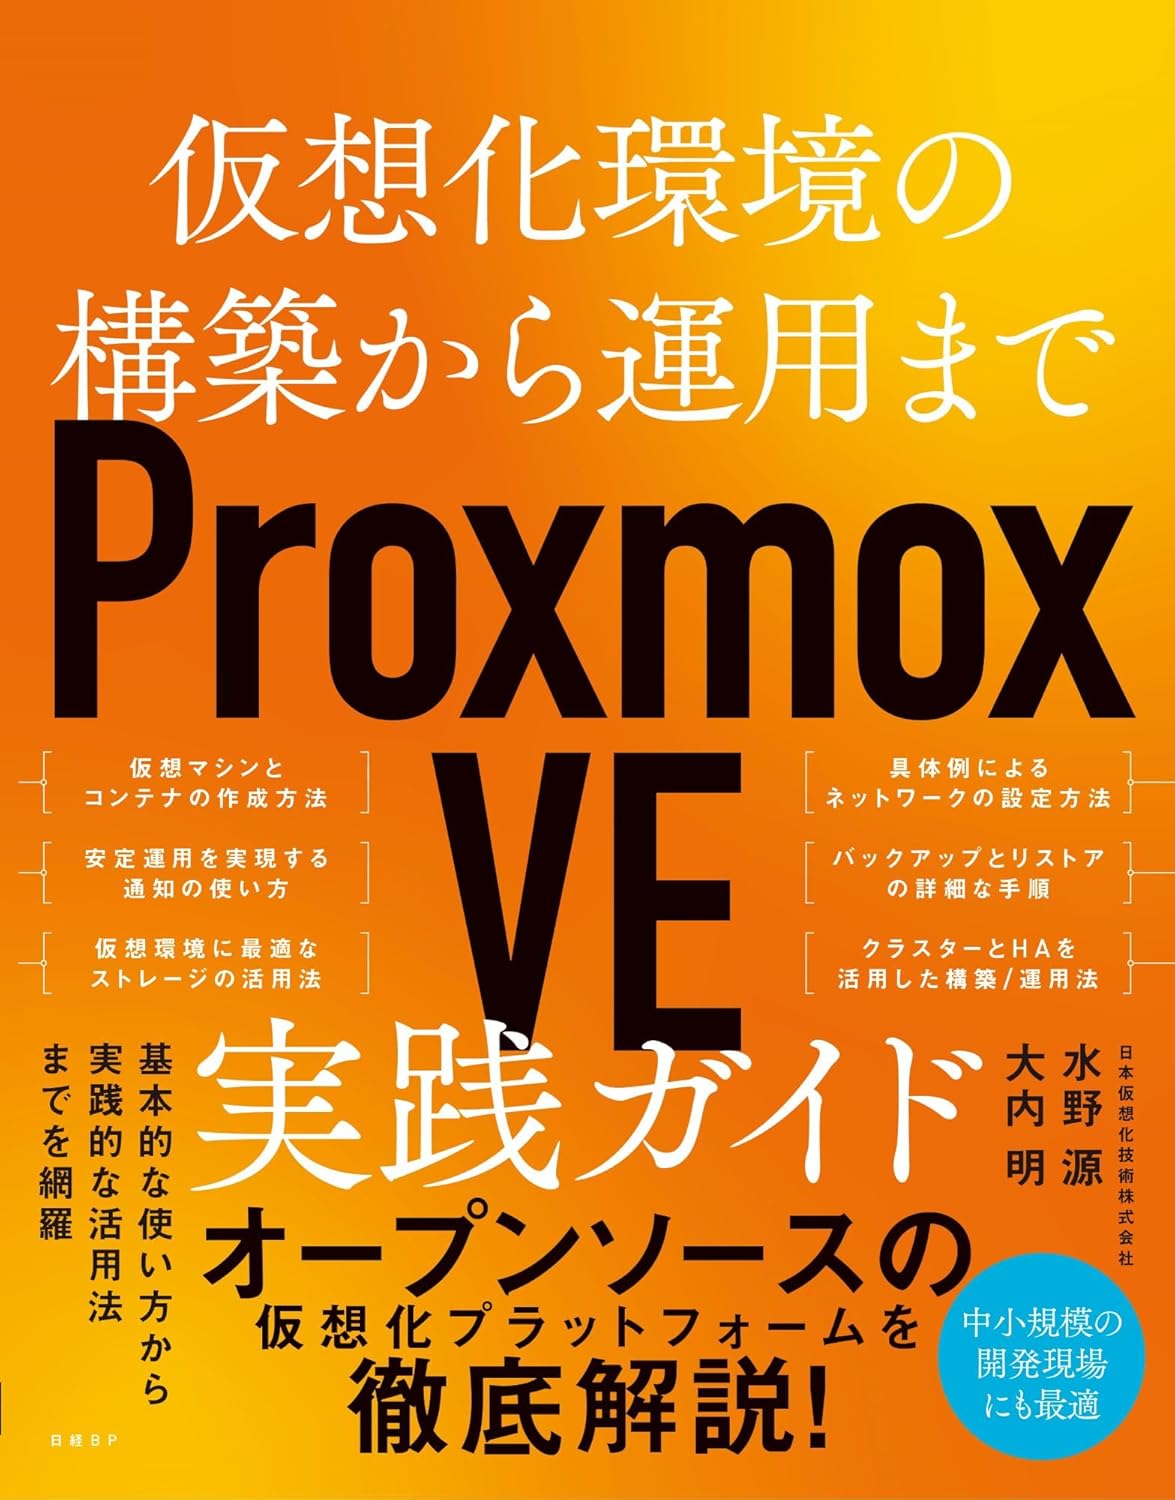 仮想化環境の
構築から運用まで
Proxmox
VE
実践ガイド
仮想マシンと
コンテナの作成方法
安定運用を実現する
通知の使い方
仮想環境に最適な
ストレージの活用法
具体例による
ネットワークの設定方法
バックアップとリストア
の詳細な手順
クラスターとHAを
活用した構築/運用法
日本仮想化技術株式会社
水野 源
大内 明
基本的な使い方から
実践的な活用法
までを網羅
オープンソースの
仮想化プラットフォームを
徹底解説!
中小規模の
開発現場
にも最適
日経BP